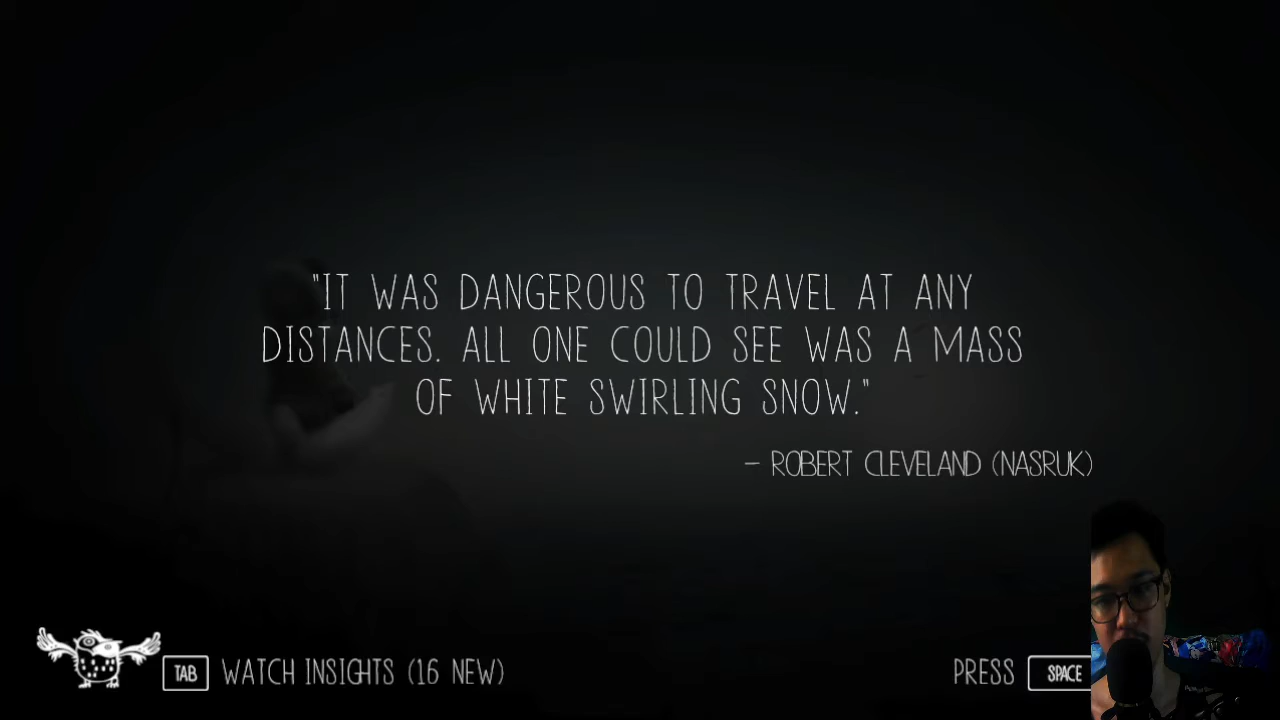 "IT WAS DANGEROUS TO TRAVEL AT ANY
DISTANCES. ALL ONE COULD SEE WAS A MASS
OF WHITE SWIRLING SNOW."
– ROBERT CLEVELAND (NASRUK)
TAB WATCH INSIGHTS (16 NEW)
PRESS SPACE